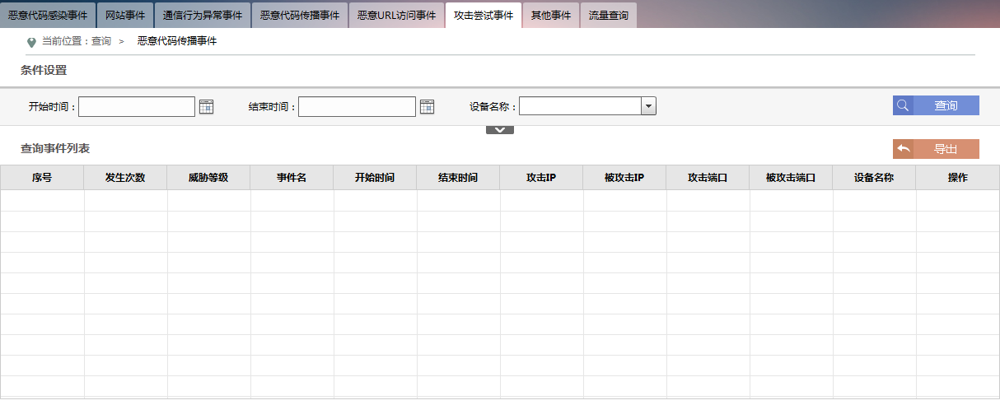 恶意代码感染事件 网站事件 通信行为异常事件 恶意代码传播事件 恶意URL访问事件 攻击尝试事件 其他事件 流量查询
当前位置：查询 > 恶意代码传播事件
条件设置
开始时间： 结束时间： 设备名称： 查询
查询事件列表 导出
序号 发生次数 威胁等级 事件名 开始时间 结束时间 攻击IP 被攻击IP 攻击端口 被攻击端口 设备名称 操作